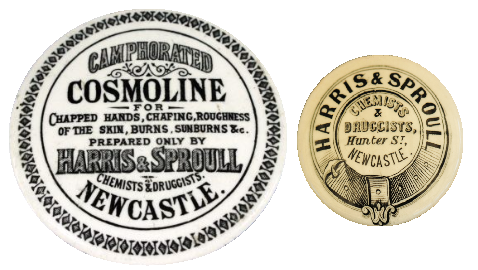 CAMPHORATED
COSMOLINE
FOR
CHAPPED HANDS, CHAFING, ROUGHNESS
OF THE SKIN, BURNS, SUNBURNS &c.
PREPARED ONLY BY
HARRIS & SPROULL
CHEMISTS & DRUGGISTS.
NEWCASTLE.
HARRIS & SPROULL
CHEMISTS
&
DRUGGISTS,
Hunter St,
NEWCASTLE.